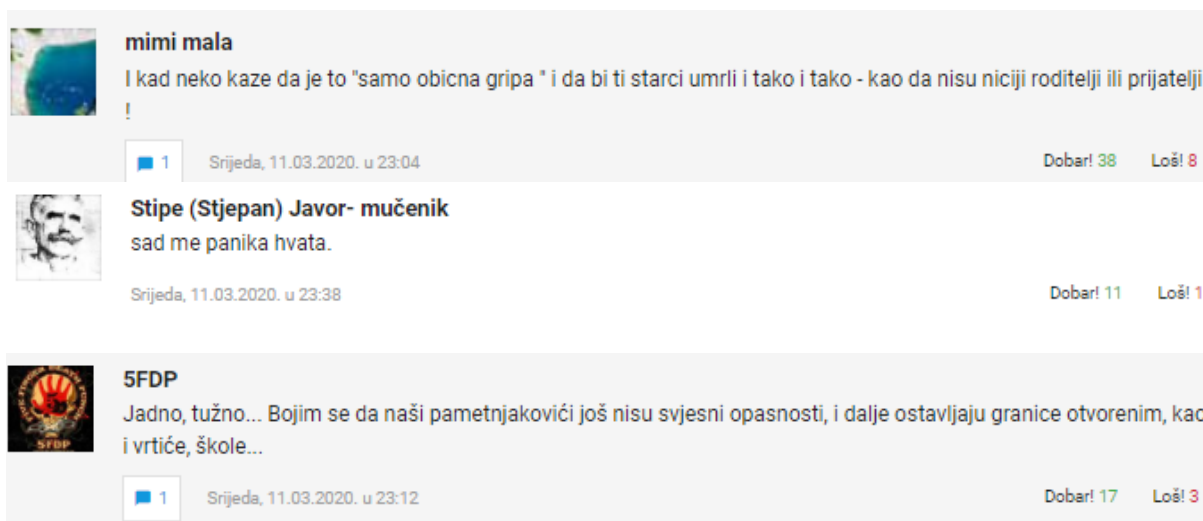 mimi mala
I kad neko kaze da je to "samo obicna gripa " i da bi ti starci umrli i tako i tako - kao da nisu niciji roditelji ili prijatelji
!
1 Srijeda, 11.03.2020. u 23:04 Dobar! 38 Loš! 8
Stipe (Stjepan) Javor- mučenik
sad me panika hvata.
Srijeda, 11.03.2020. u 23:38 Dobar! 11 Loš! 1
5FDP
Jadno, tužno... Bojim se da naši pametnjakovići još nisu svjesni opasnosti, i dalje ostavljaju granice otvorenim, kao
i vrtiće, škole...
1 Srijeda, 11.03.2020. u 23:12 Dobar! 17 Loš! 3
5FDP